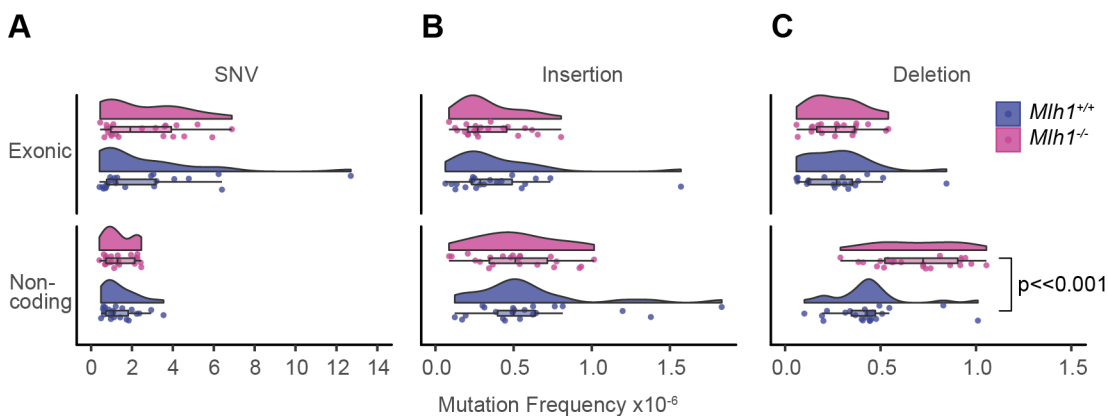 A
B
C
SNV
Insertion
Deletion
Mlh1+/+
Mlh1-/-
Exonic
Non-
coding
p<<0.001
0 2 4 6 8 10 12 14
0.0 0.5 1.0 1.5
0.0 0.5 1.0 1.5
Mutation Frequency x10-6